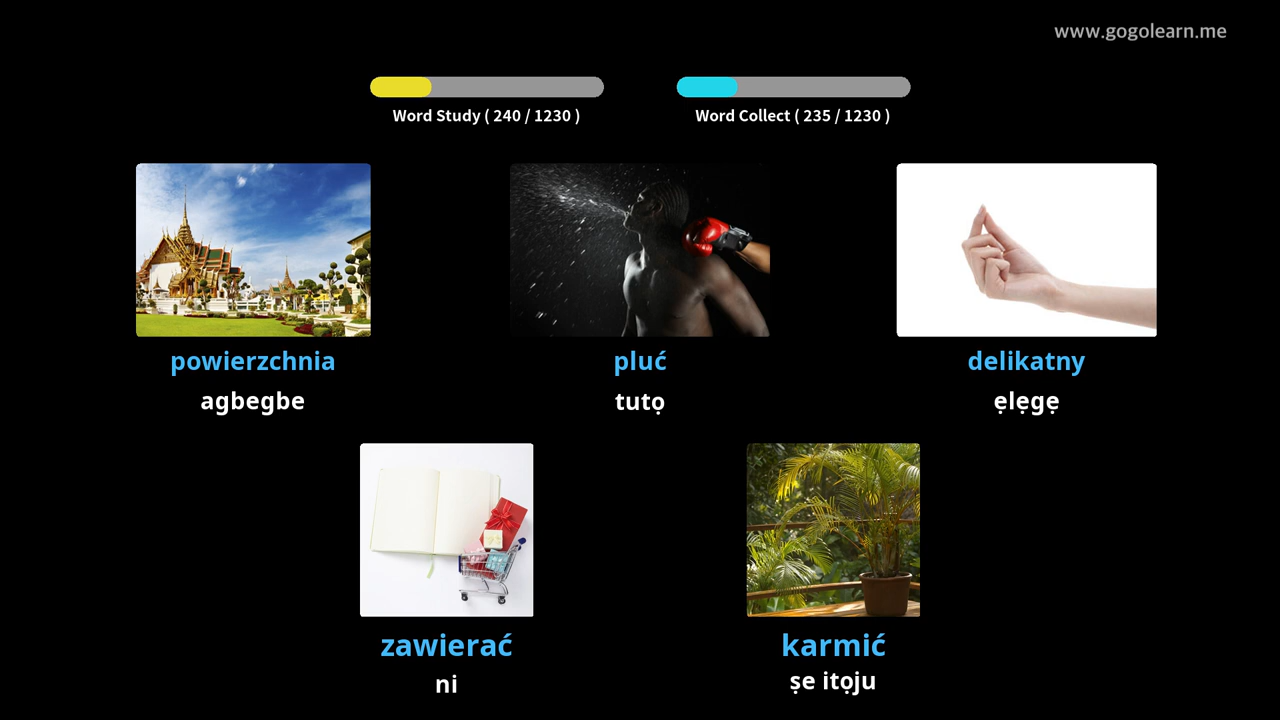 www.gogolearn.me
Word Study ( 240 / 1230 )
Word Collect ( 235 / 1230 )
powierzchnia
agbegbe
pluć
tutọ
delikatny
ẹlẹgẹ
zawierać
ni
karmić
ṣe itọju